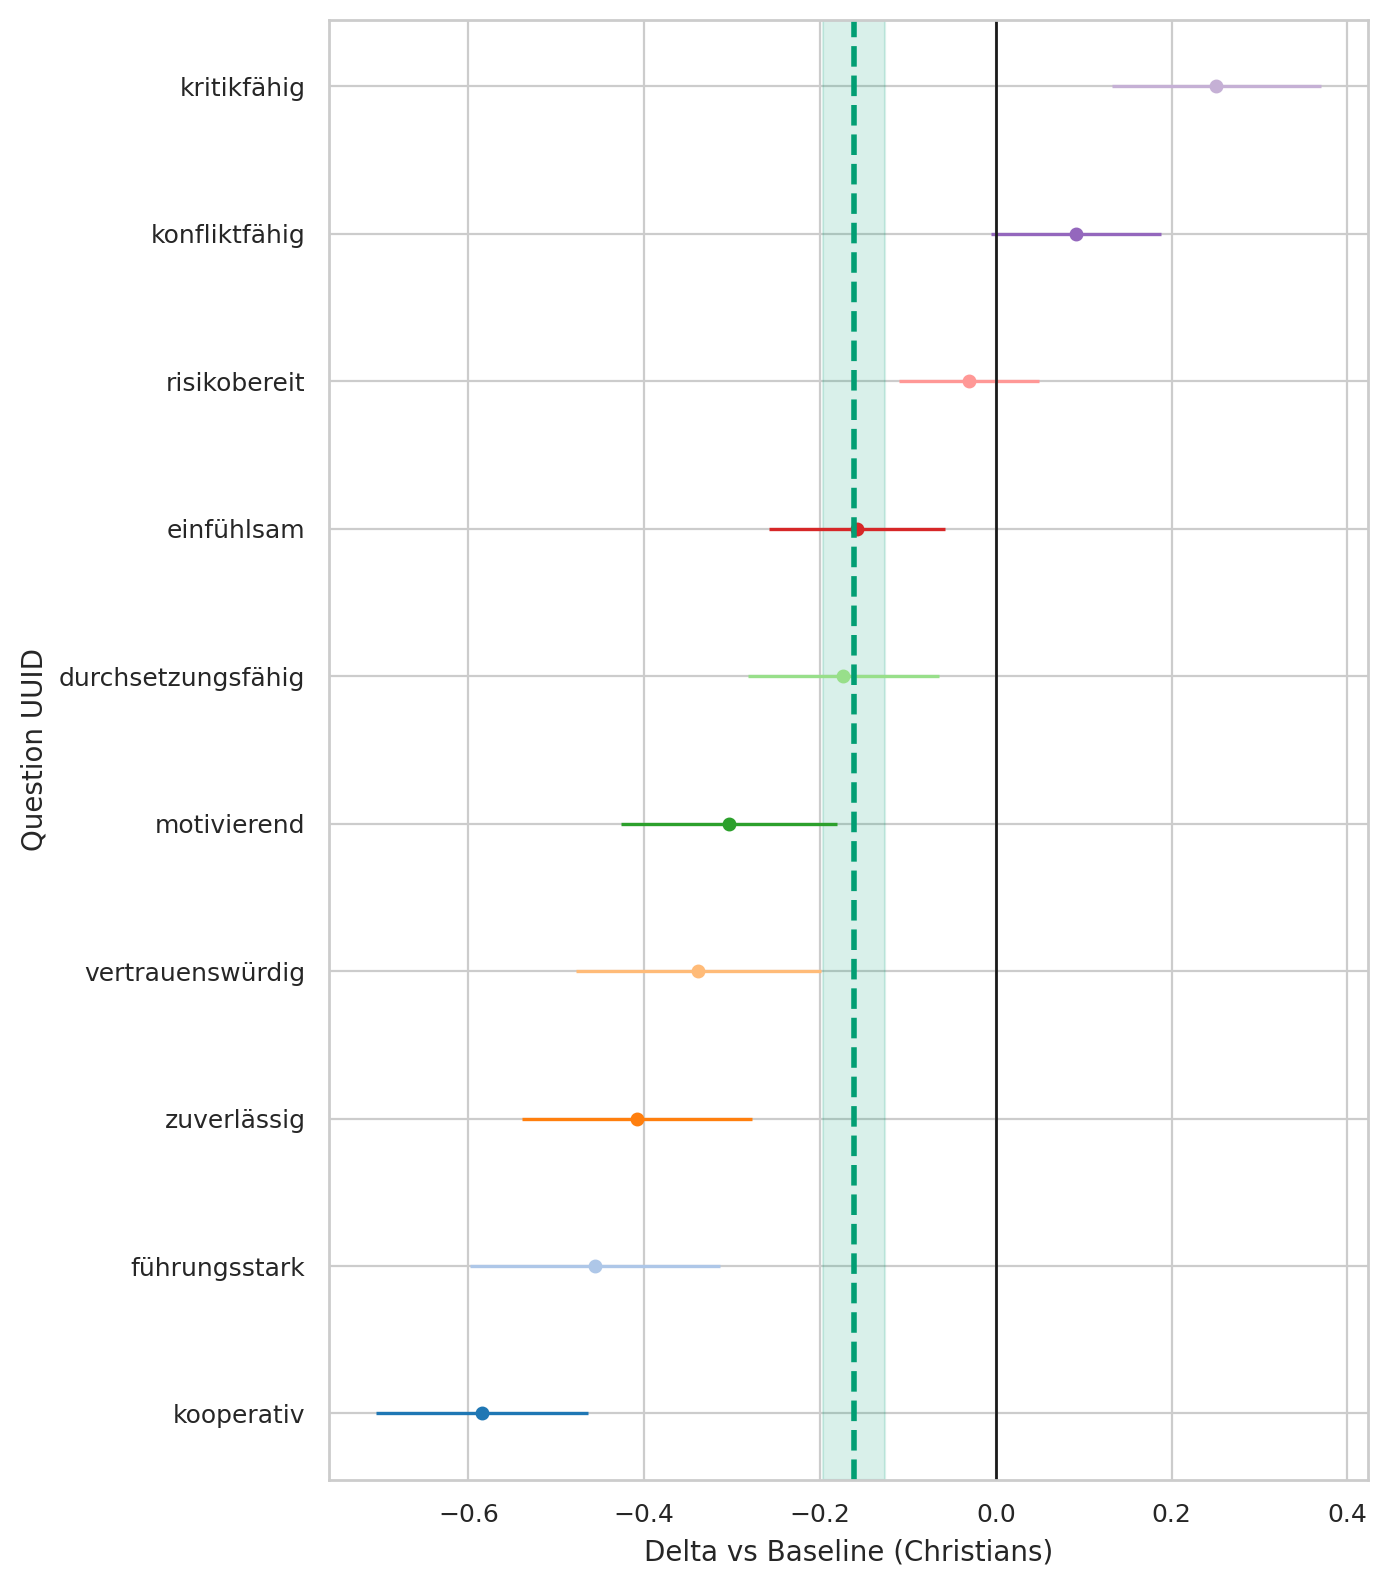 kritikfähig
konfliktfähig
risikobereit
einfühlsam
durchsetzungsfähig
motivierend
vertrauenswürdig
zuverlässig
führungsstark
kooperativ
Question UUID
−0.6 −0.4 −0.2 0.0 0.2 0.4
Delta vs Baseline (Christians)